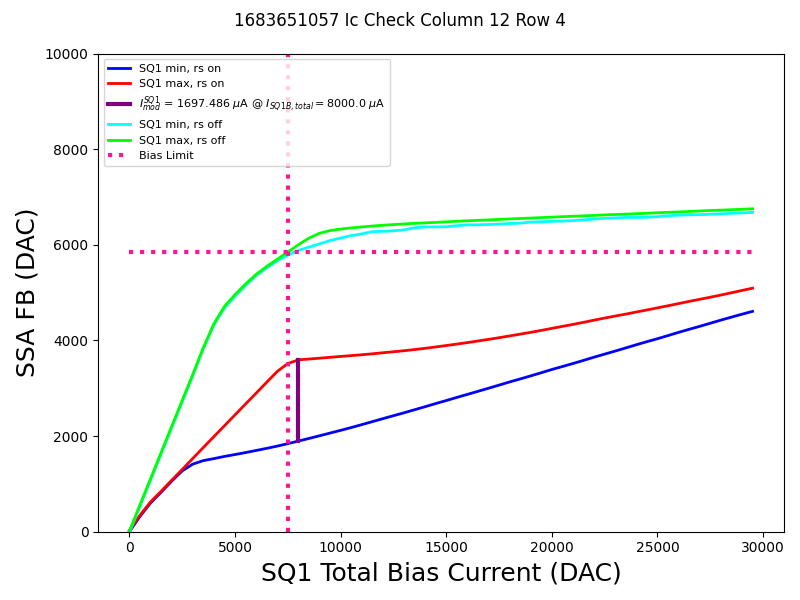 1683651057 Ic Check Column 12 Row 4
10000
8000
6000
4000
2000
0
SSA FB (DAC)
SQ1 min, rs on
SQ1 max, rs on
I_{mod}^{SQ1} = 1697.486 μA @ I_{SQ1B,total} = 8000.0 μA
SQ1 min, rs off
SQ1 max, rs off
Bias Limit
0 5000 10000 15000 20000 25000 30000
SQ1 Total Bias Current (DAC)